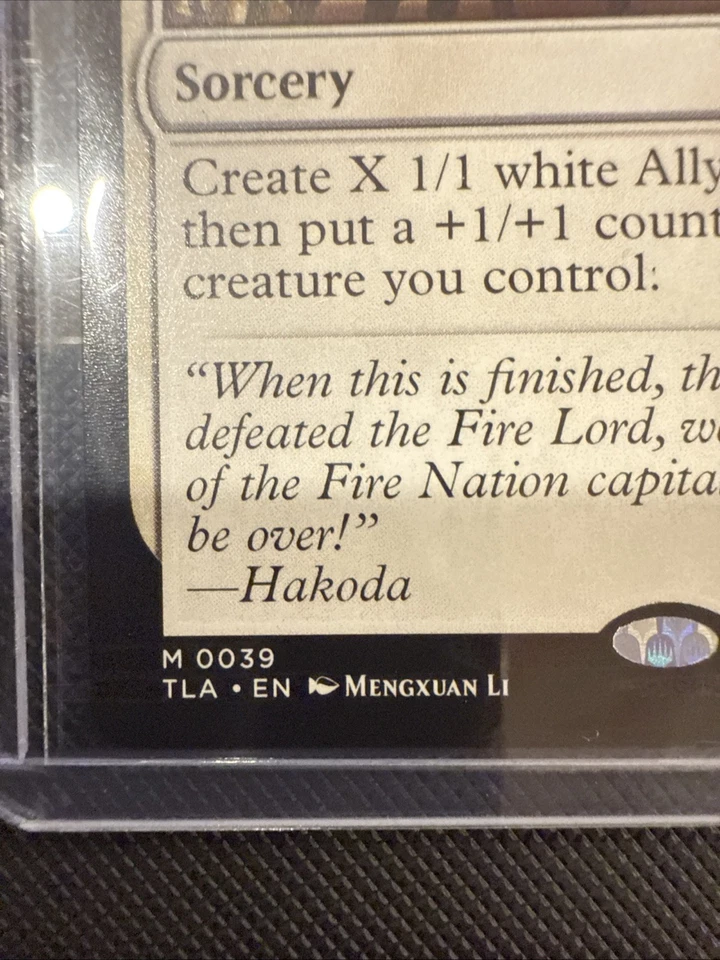 Sorcery
Create X 1/1 white Ally
then put a +1/+1 count
creature you control.
“When this is finished, th
defeated the Fire Lord, we
of the Fire Nation capita
be over!”
—Hakoda
M 0039
TLA • EN Mengxuan Li